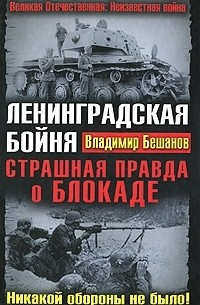 Великая Отечественная: Неизвестная война
ЛЕНИНГРАДСКАЯ
БОЙНЯ
Владимир Бешанов
СТРАШНАЯ ПРАВДА
О БЛОКАДЕ
Никакой обороны не было!